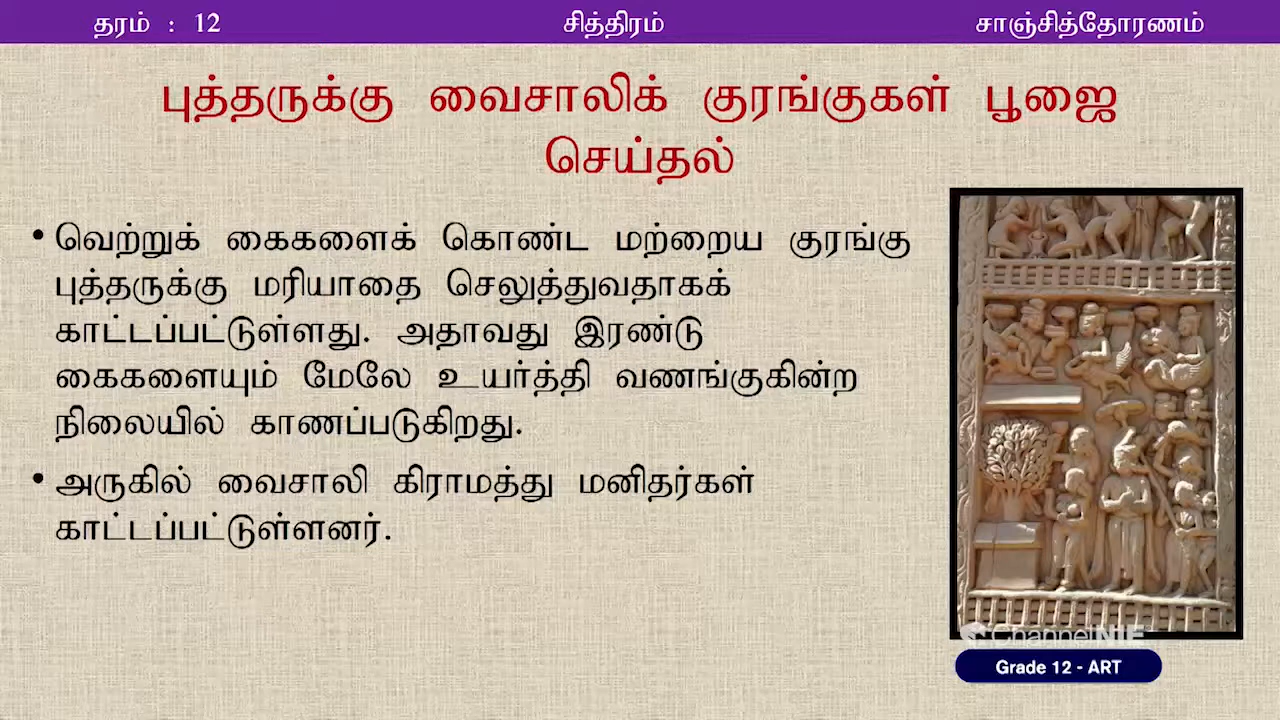 தரம் : 12 சித்திரம் சாஞ்சித்தோரணம்
புத்தருக்கு வைசாலிக் குரங்குகள் பூஜை
செய்தல்
• வெற்றுக் கைகளைக் கொண்ட மற்றைய குரங்கு
புத்தருக்கு மரியாதை செலுத்துவதாகக்
காட்டப்பட்டுள்ளது. அதாவது இரண்டு
கைகளையும் மேலே உயர்த்தி வணங்குகின்ற
நிலையில் காணப்படுகிறது.
• அருகில் வைசாலி கிராமத்து மனிதர்கள்
காட்டப்பட்டுள்ளனர்.
ChannelNIE
Grade 12 - ART